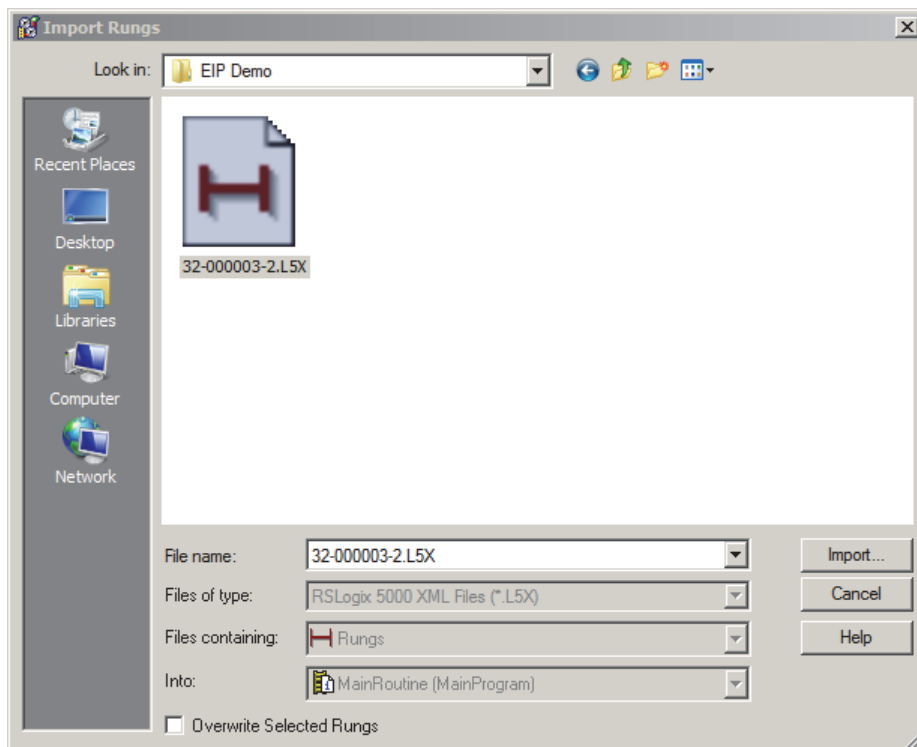 Import Rungs
Look in: EIP Demo
Recent Places
Desktop
Libraries
Computer
Network
32-000003-2.L5X
File name: 32-000003-2.L5X Import...
Files of type: RSLogix 5000 XML Files (*.L5X) Cancel
Files containing: Rungs Help
Into: MainRoutine (MainProgram)
Overwrite Selected Rungs